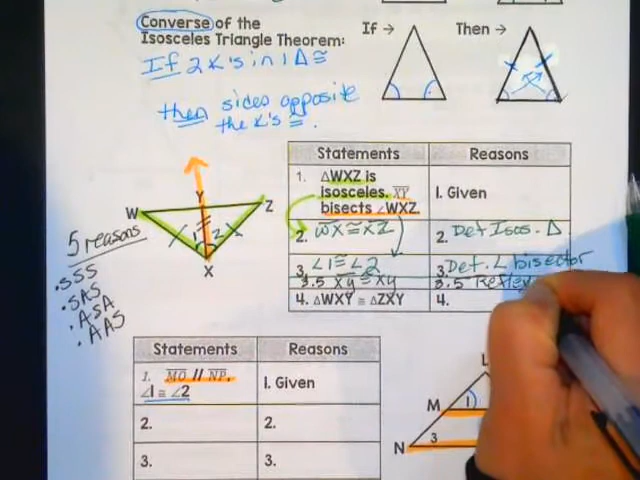 Converse of the
Isosceles Triangle Theorem:
If 2 ∠'s in 1 Δ ≅
then sides opposite
the ∠'s ≅.
If →
Then →
Statements
Reasons
1. ΔWXZ is
isosceles, XY
bisects ∠WXZ.
1. Given
2. WX ≅ XZ
2. Def Isos. Δ
3. ∠1 ≅ ∠2
3. Def. ∠ bisector
3.5 XY ≅ XY
3.5
4. ΔWXY ≅ ΔZXY
4.
W
Y
Z
1
2
X
5 reasons
• SSS
• SAS
• ASA
• AAS
Statements
Reasons
1. MO // NP,
∠1 ≅ ∠2
1. Given
2.
2.
3.
3.
L
M
1
N
3